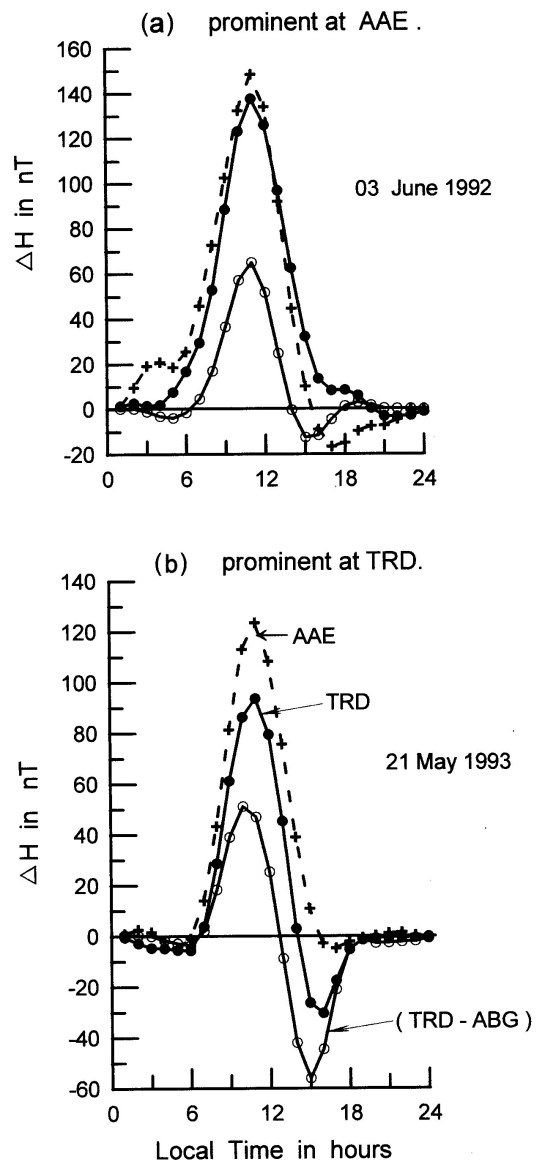 (a) prominent at AAE .
160
140
120
100
80
60
40
20
0
-20
△H in nT
03 June 1992
0 6 12 18 24
(b) prominent at TRD.
140
120
100
80
60
40
20
0
-20
-40
-60
△H in nT
AAE
TRD
21 May 1993
( TRD - ABG )
0 6 12 18 24
Local Time in hours